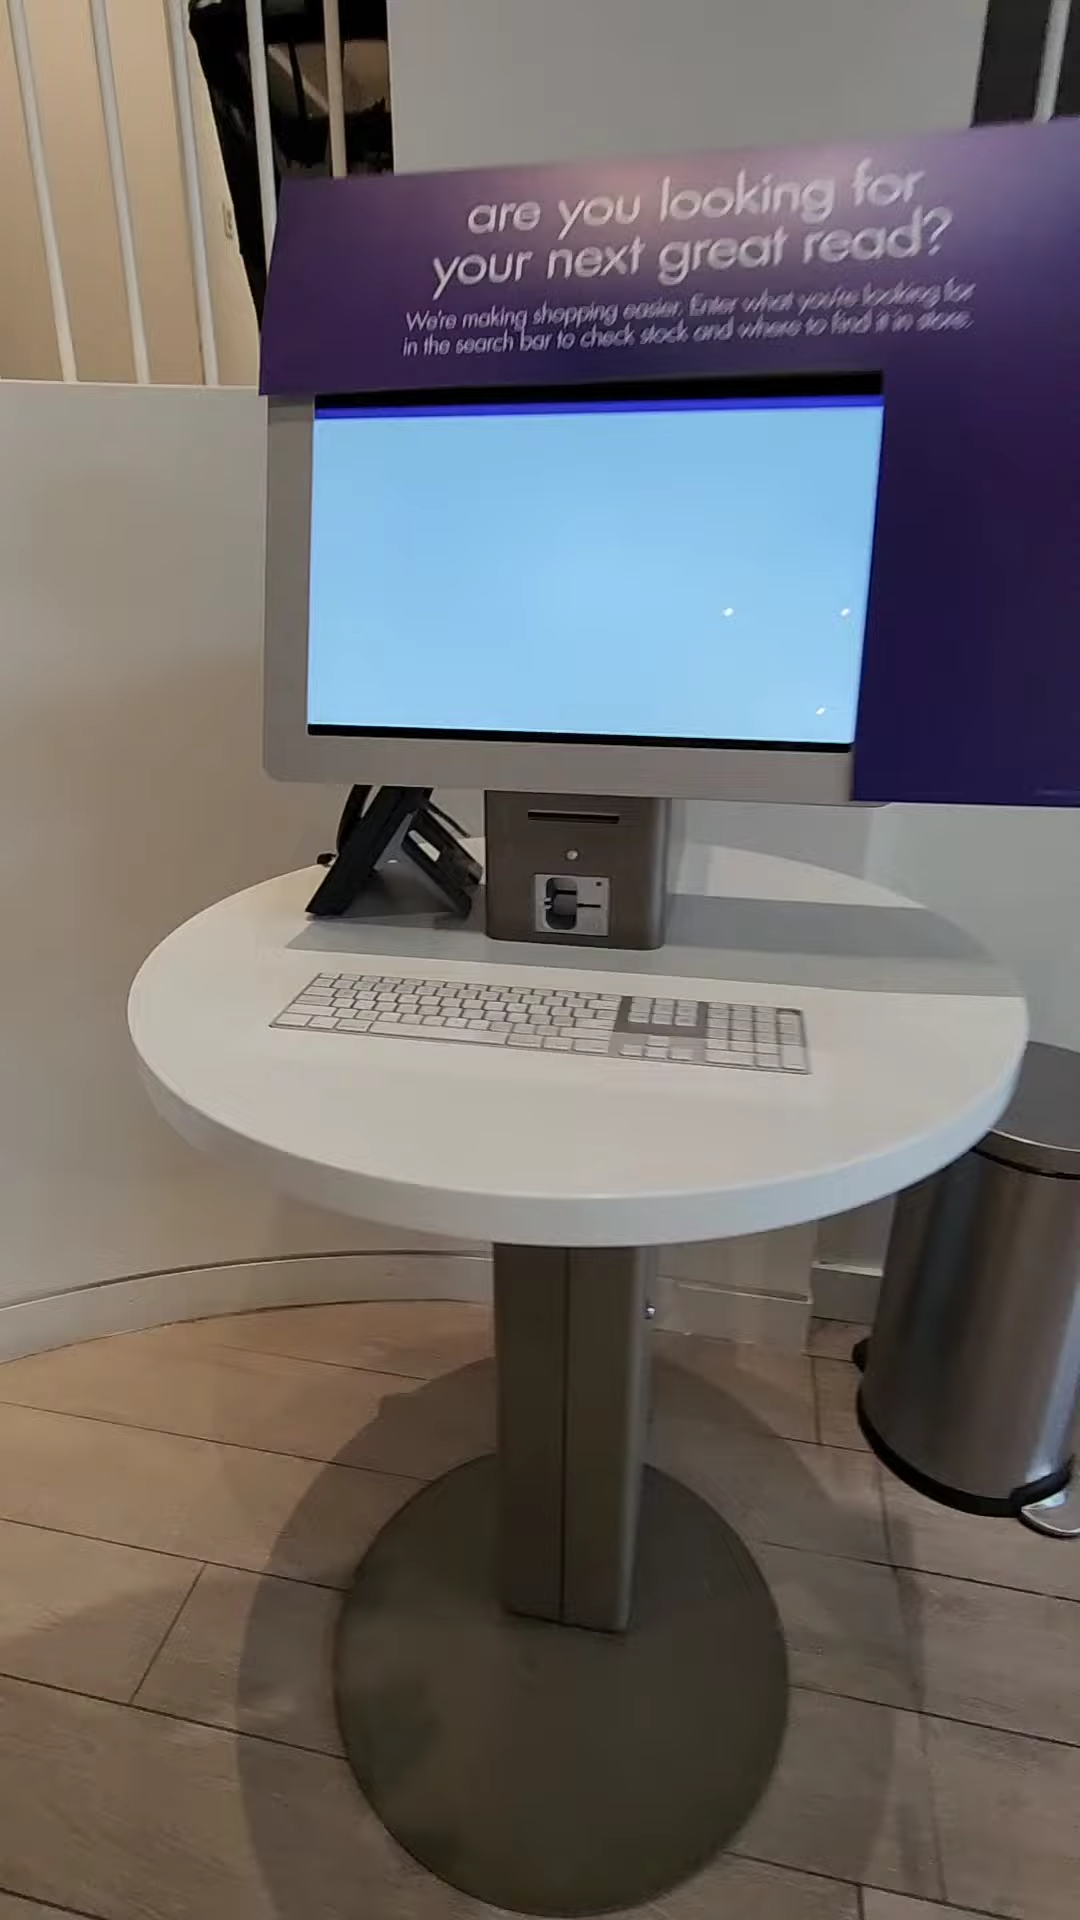 are you looking for
your next great read?
We're making shopping easier. Enter what you're looking for
in the search bar to check stock and where to find it in store.